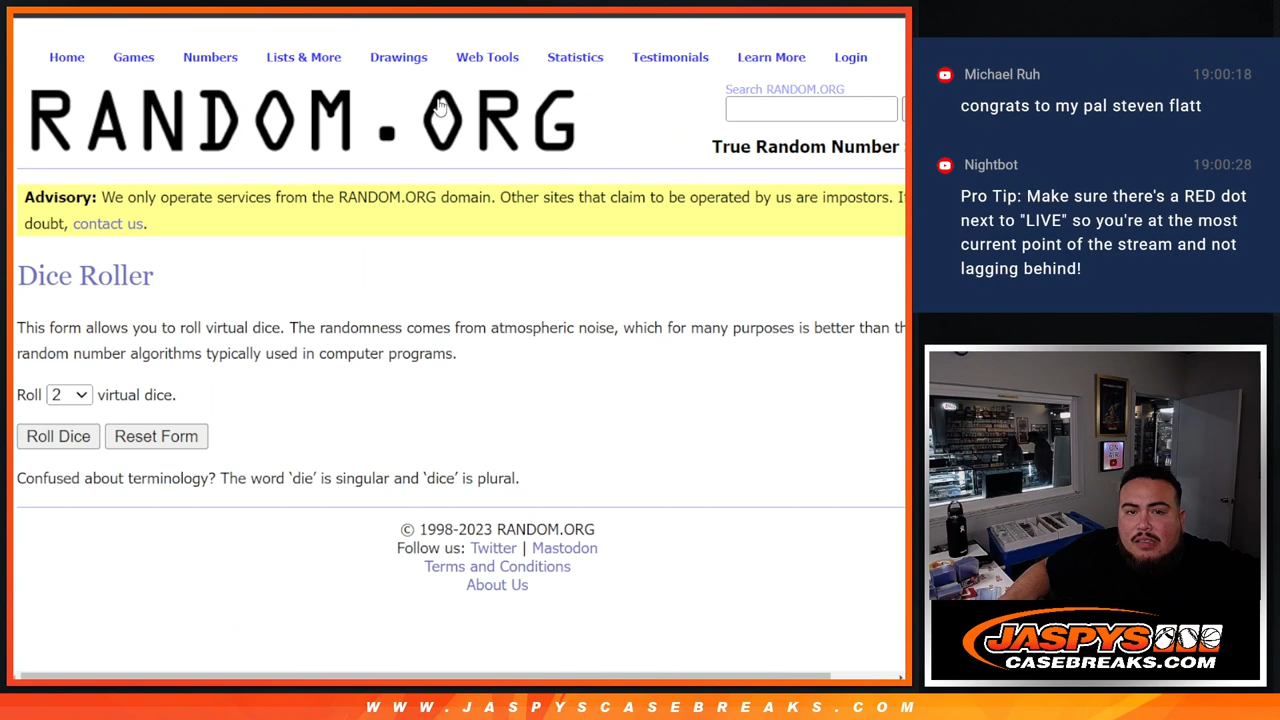 Home Games Numbers Lists & More Drawings Web Tools Statistics Testimonials Learn More Login
RANDOM.ORG
Search RANDOM.ORG
True Random Number
Advisory: We only operate services from the RANDOM.ORG domain. Other sites that claim to be operated by us are impostors.
doubt, contact us.
Dice Roller
This form allows you to roll virtual dice. The randomness comes from atmospheric noise, which for many purposes is better than
random number algorithms typically used in computer programs.
Roll 2 virtual dice.
Roll Dice Reset Form
Confused about terminology? The word ‘die’ is singular and ‘dice’ is plural.
© 1998-2023 RANDOM.ORG
Follow us: Twitter | Mastodon
Terms and Conditions
About Us
Michael Ruh 19:00:18
congrats to my pal steven flatt
Nightbot 19:00:28
Pro Tip: Make sure there's a RED dot
next to "LIVE" so you're at the most
current point of the stream and not
lagging behind!
ON AIR
JASPYS
CASEBREAKS.COM
WWW.JASPYSCASEBREAKS.COM